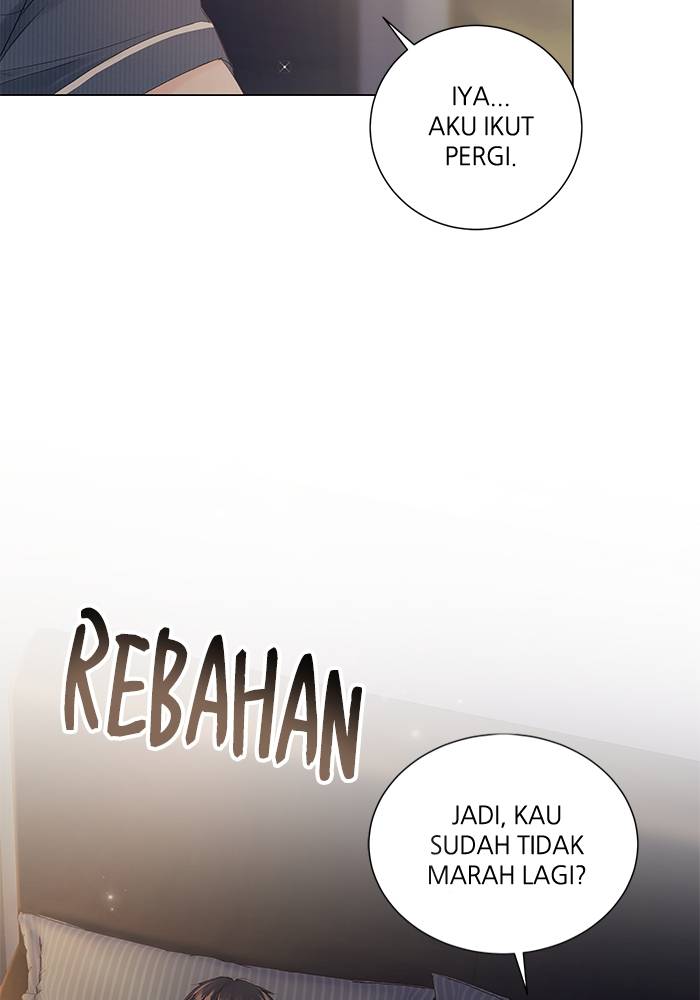 IYA...
AKU IKUT
PERGI.
REBAHAN
JADI, KAU
SUDAH TIDAK
MARAH LAGI?